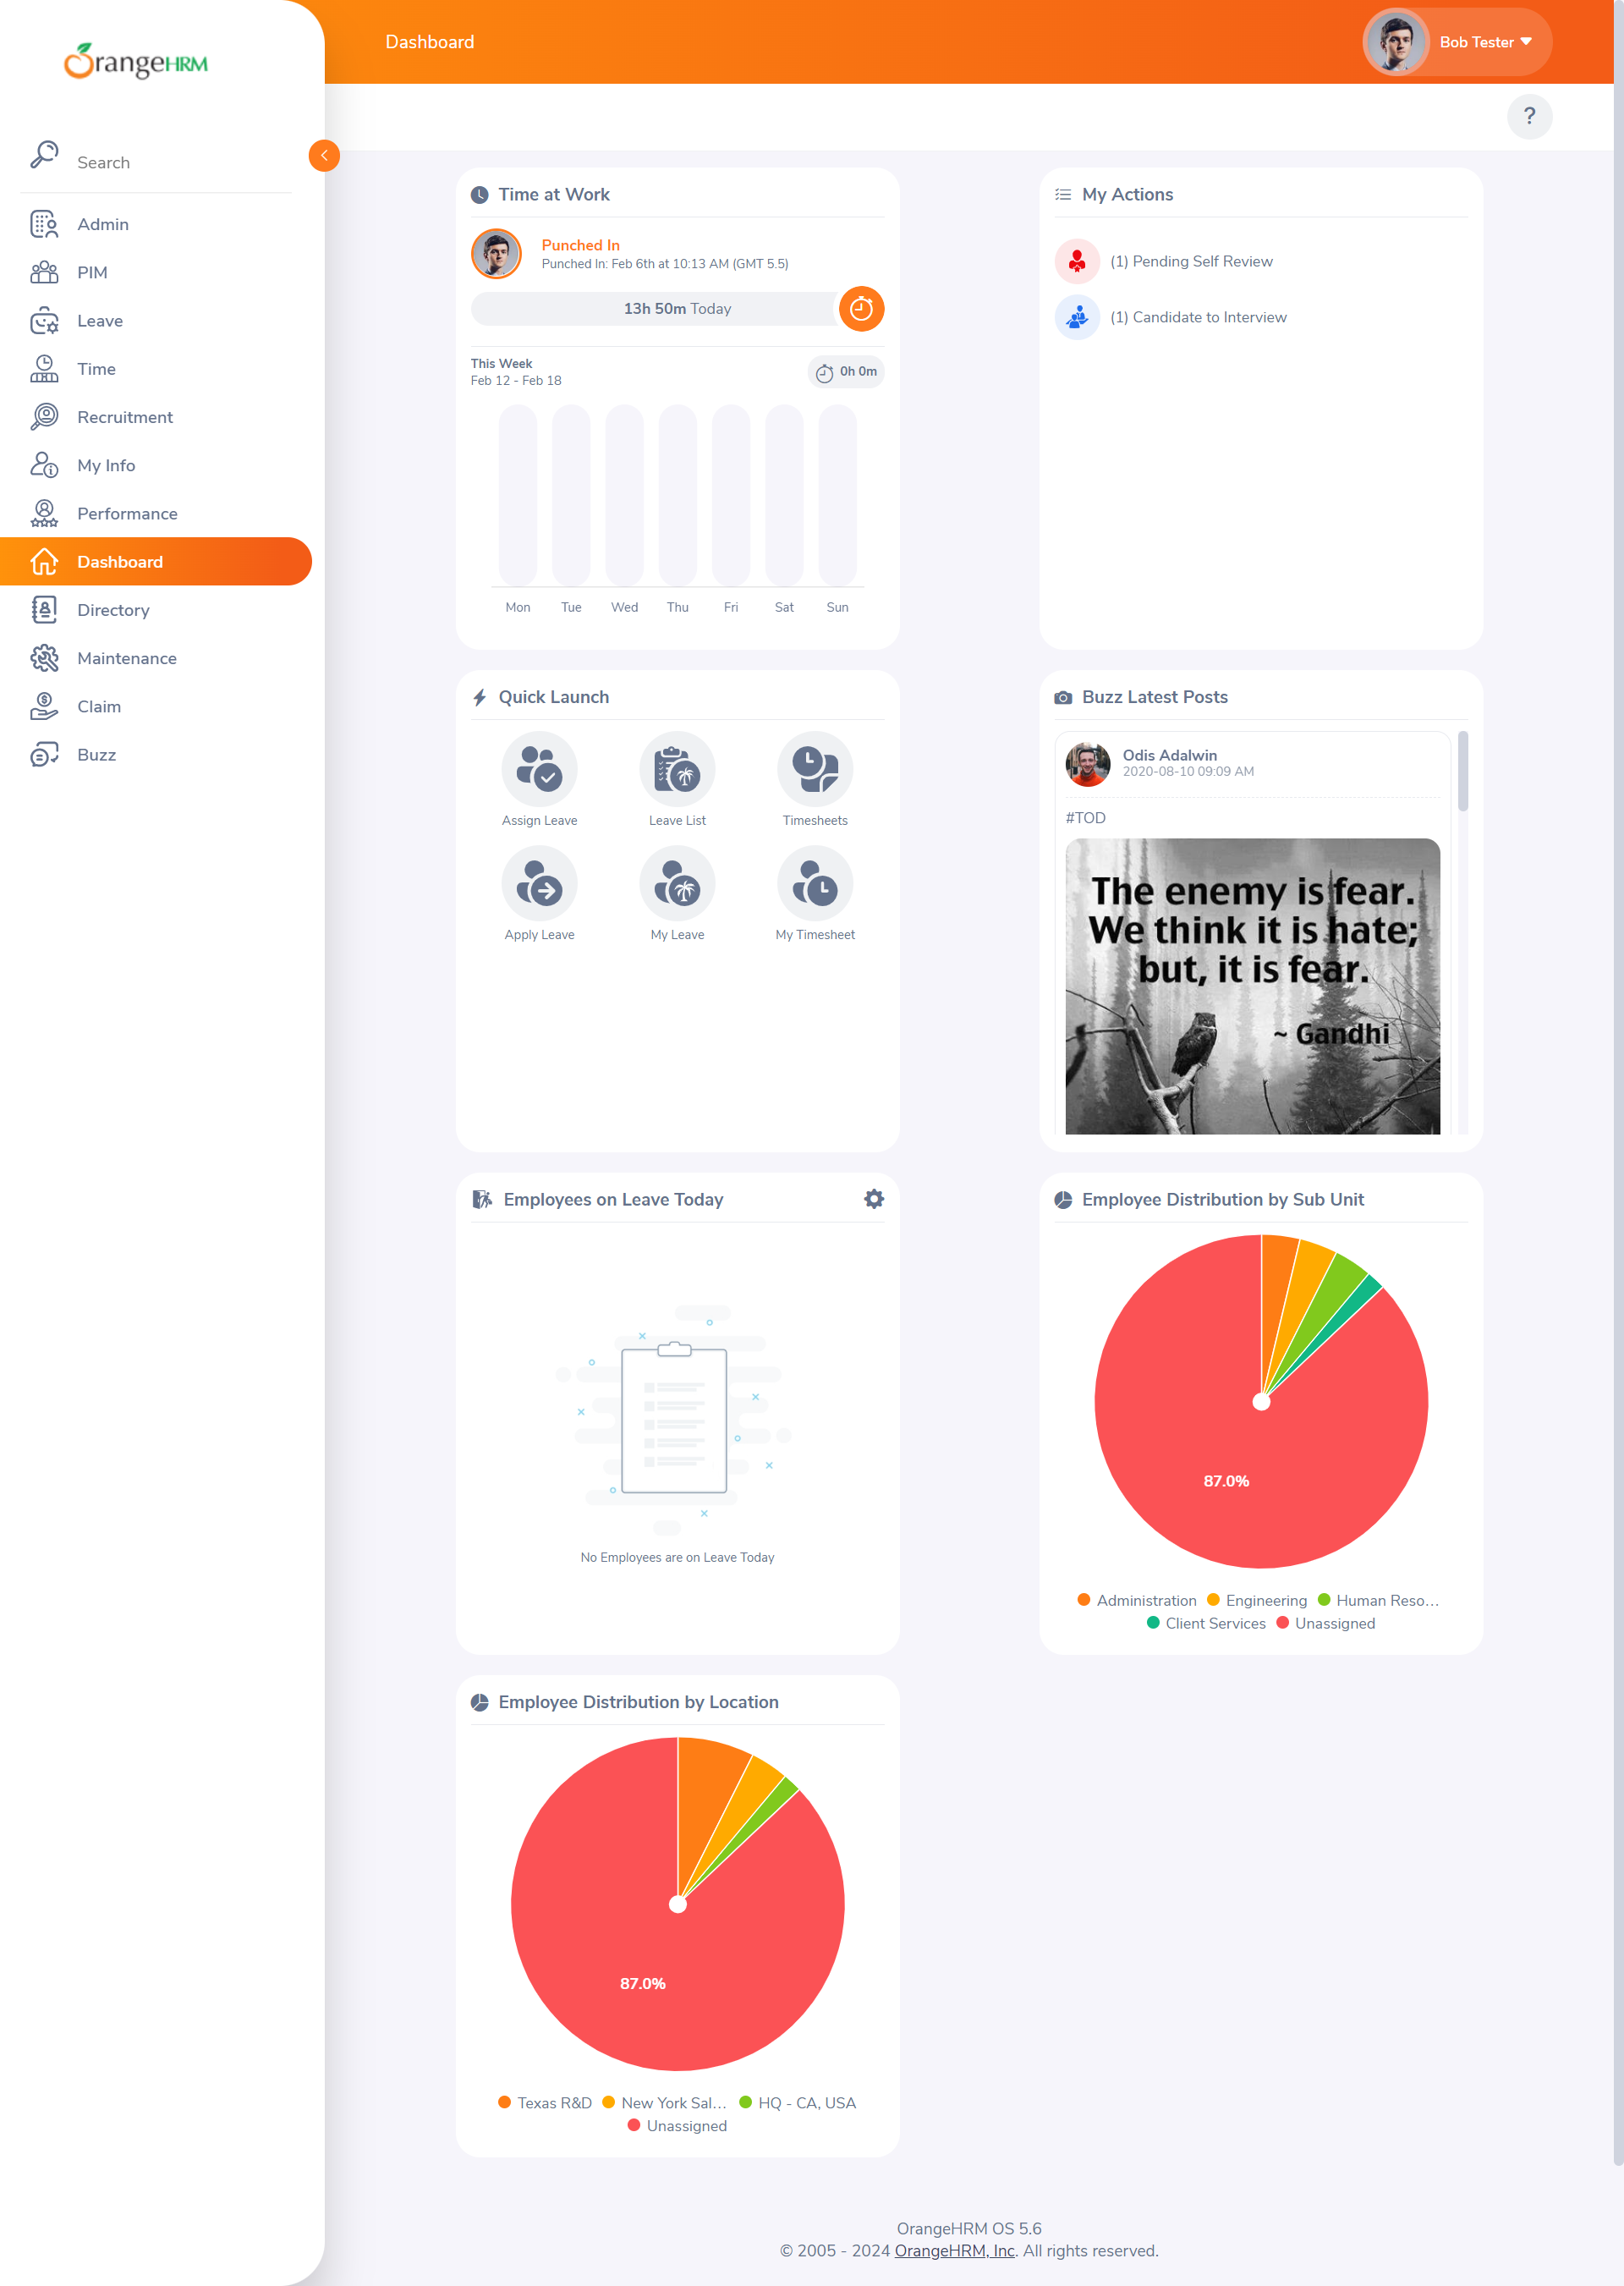 OrangeHRM
Search
Admin
PIM
Leave
Time
Recruitment
My Info
Performance
Dashboard
Directory
Maintenance
Claim
Buzz
Dashboard
Bob Tester
?
Time at Work
Punched In
Punched In: Feb 6th at 10:13 AM (GMT 5.5)
13h 50m Today
This Week
Feb 12 - Feb 18
0h 0m
Mon Tue Wed Thu Fri Sat Sun
My Actions
(1) Pending Self Review
(1) Candidate to Interview
Quick Launch
Assign Leave Leave List Timesheets
Apply Leave My Leave My Timesheet
Buzz Latest Posts
Odis Adalwin
2020-08-10 09:09 AM
#TOD
The enemy is fear.
We think it is hate;
but, it is fear.
~ Gandhi
Employees on Leave Today
No Employees are on Leave Today
Employee Distribution by Sub Unit
87.0%
Administration Engineering Human Reso...
Client Services Unassigned
Employee Distribution by Location
87.0%
Texas R&D New York Sal... HQ - CA, USA
Unassigned
OrangeHRM OS 5.6
© 2005 - 2024 OrangeHRM, Inc. All rights reserved.